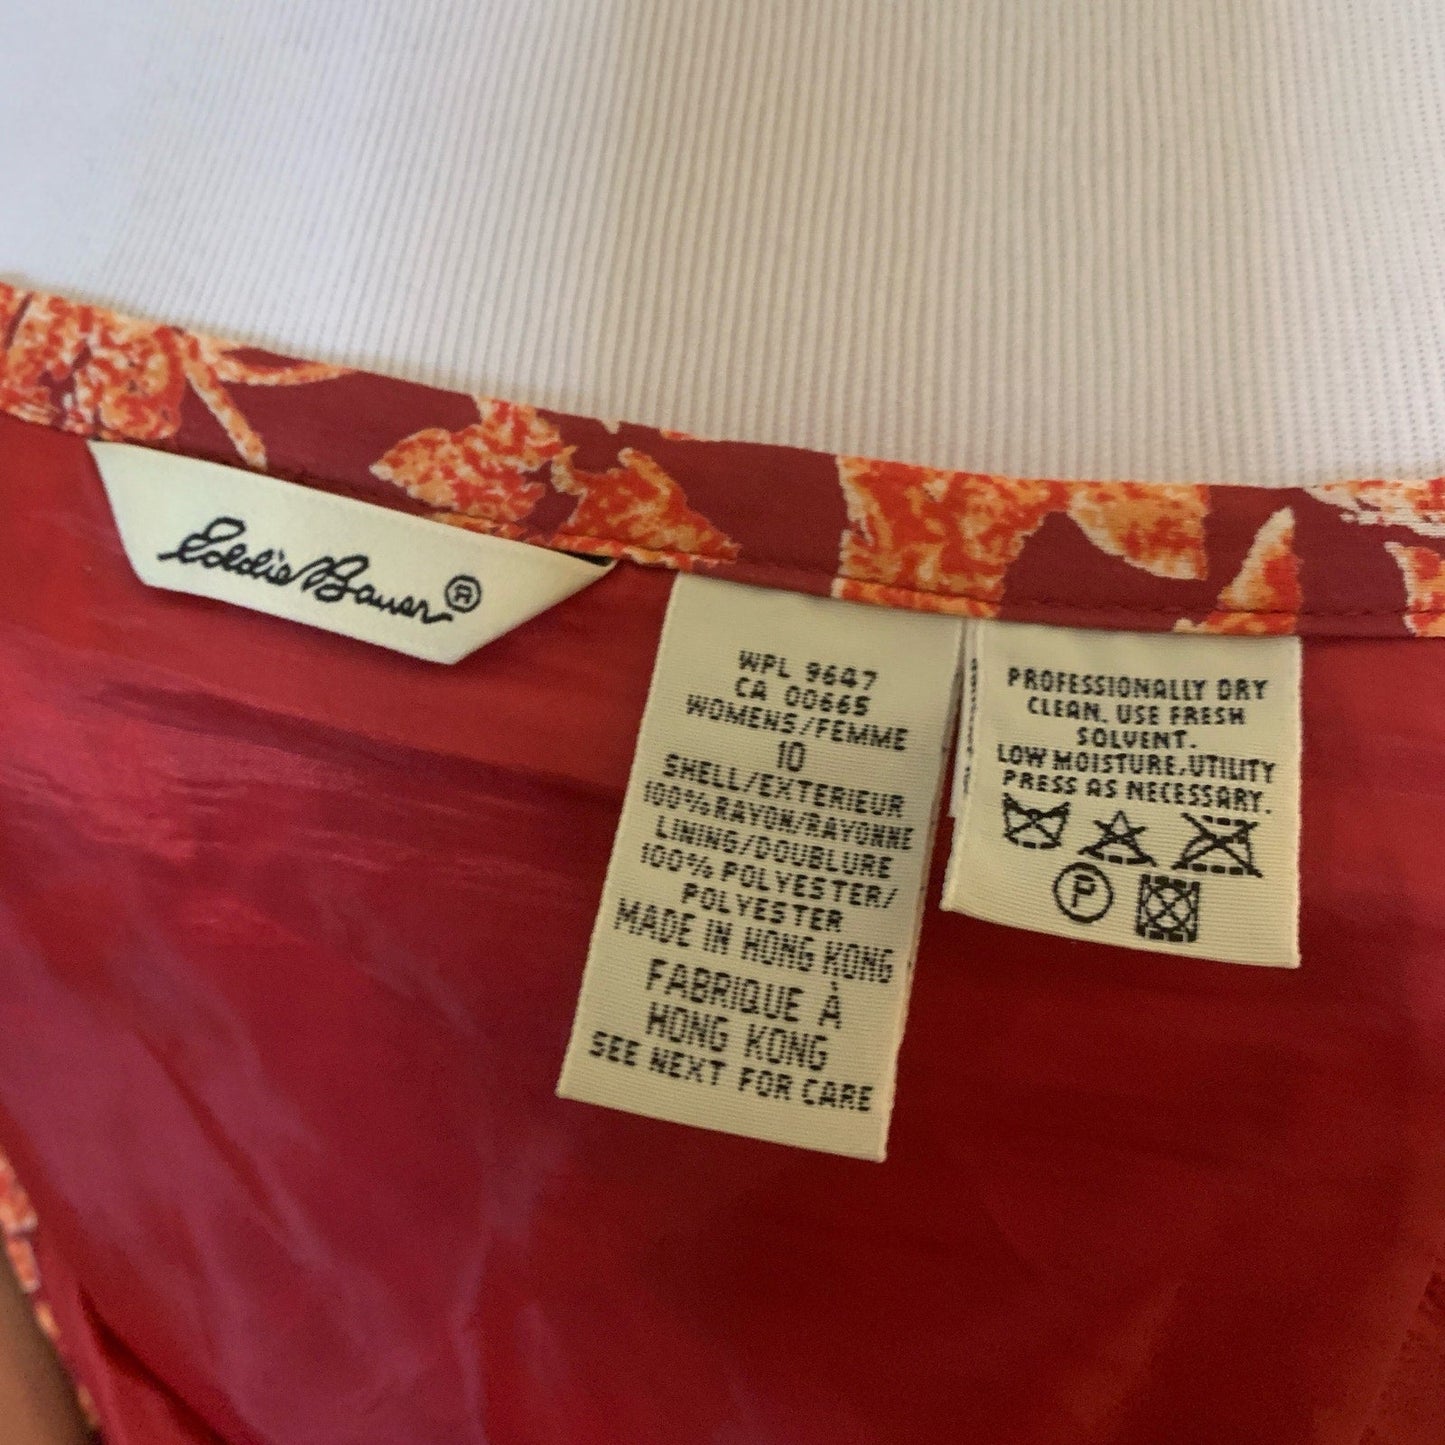 Eddie Bauer ®
WPL 9647
CA 00665
WOMENS/FEMME
10
SHELL/EXTERIEUR
100% RAYON/RAYONNE
LINING/DOUBLURE
100% POLYESTER/
POLYESTER
MADE IN HONG KONG
FABRIQUE À
HONG KONG
SEE NEXT FOR CARE
PROFESSIONALLY DRY
CLEAN. USE FRESH
SOLVENT.
LOW MOISTURE.UTILITY
PRESS AS NECESSARY.
P